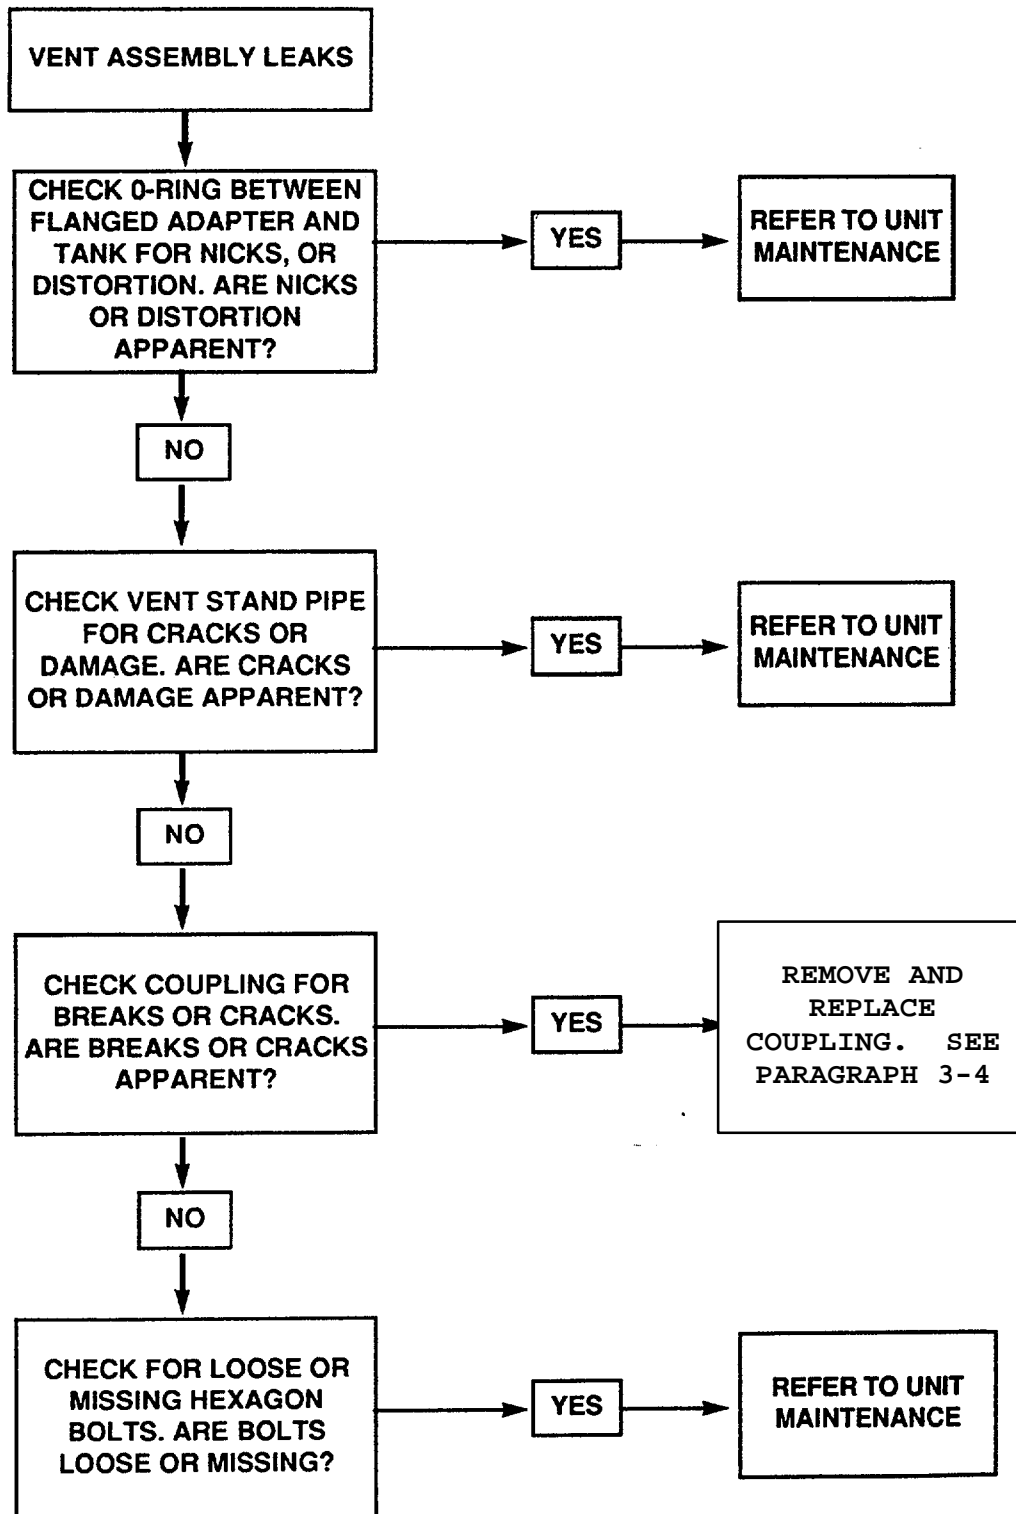 VENT ASSEMBLY LEAKS
CHECK 0-RING BETWEEN
FLANGED ADAPTER AND
TANK FOR NICKS, OR
DISTORTION. ARE NICKS
OR DISTORTION
APPARENT?
YES
REFER TO UNIT
MAINTENANCE
NO
CHECK VENT STAND PIPE
FOR CRACKS OR
DAMAGE. ARE CRACKS
OR DAMAGE APPARENT?
YES
REFER TO UNIT
MAINTENANCE
NO
CHECK COUPLING FOR
BREAKS OR CRACKS.
ARE BREAKS OR CRACKS
APPARENT?
YES
REMOVE AND
REPLACE
COUPLING. SEE
PARAGRAPH 3-4
NO
CHECK FOR LOOSE OR
MISSING HEXAGON
BOLTS. ARE BOLTS
LOOSE OR MISSING?
YES
REFER TO UNIT
MAINTENANCE